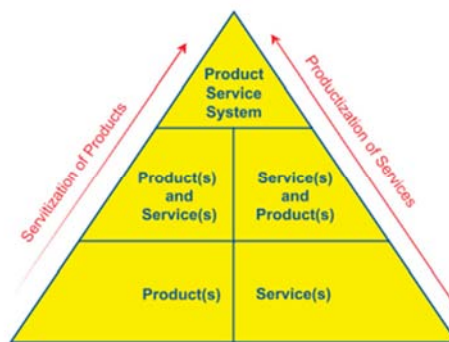 Product
Service
System
Servitization of Products
Productization of Services
Product(s)
and
Service(s)
Service(s)
and
Product(s)
Product(s)
Service(s)